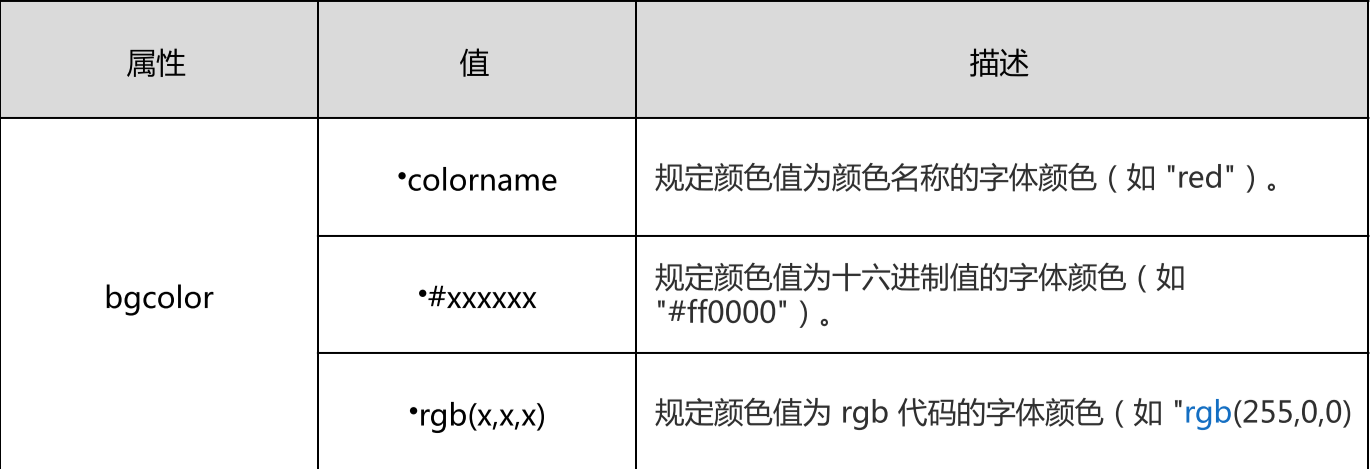 属性 值 描述
•colorname 规定颜色值为颜色名称的字体颜色（如 "red"）。
bgcolor •#xxxxxx 规定颜色值为十六进制值的字体颜色（如
"#ff0000"）。
•rgb(x,x,x) 规定颜色值为 rgb 代码的字体颜色（如 "rgb(255,0,0)